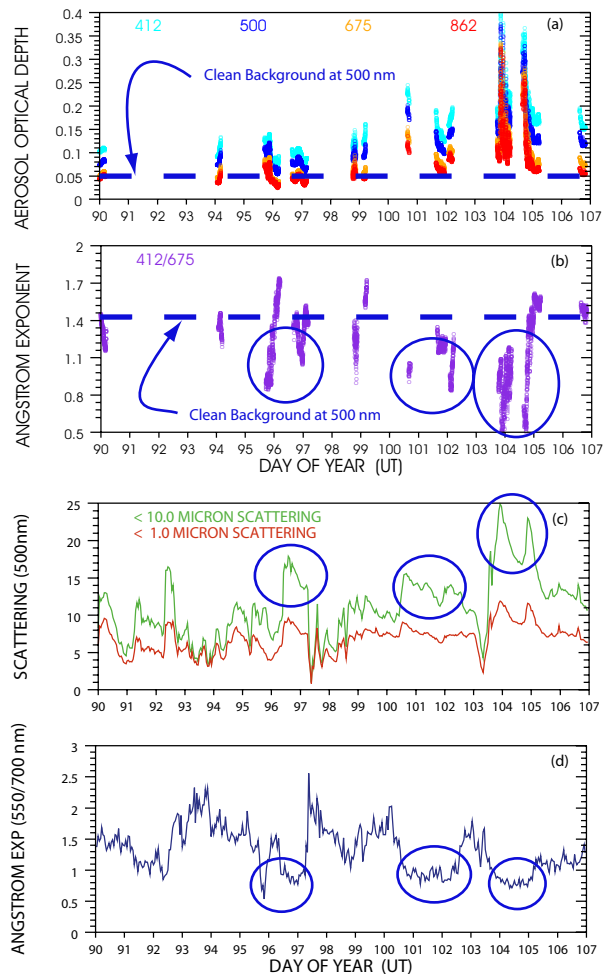 412 500 675 862 (a)
Clean Background at 500 nm
AEROSOL OPTICAL DEPTH
0.4
0.35
0.3
0.25
0.2
0.15
0.1
0.05
0
90 91 92 93 94 95 96 97 98 99 100 101 102 103 104 105 106 107
412/675 (b)
Clean Background at 500 nm
ANGSTROM EXPONENT
2
1.7
1.4
1.1
0.8
0.5
90 91 92 93 94 95 96 97 98 99 100 101 102 103 104 105 106 107
DAY OF YEAR (UT)
< 10.0 MICRON SCATTERING (c)
< 1.0 MICRON SCATTERING
SCATTERING (500nm)
25
20
15
10
5
0
90 91 92 93 94 95 96 97 98 99 100 101 102 103 104 105 106 107
(d)
ANGSTROM EXP (550/700 nm)
3
2.5
2
1.5
1
0.5
0
90 91 92 93 94 95 96 97 98 99 100 101 102 103 104 105 106 107
DAY OF YEAR (UT)